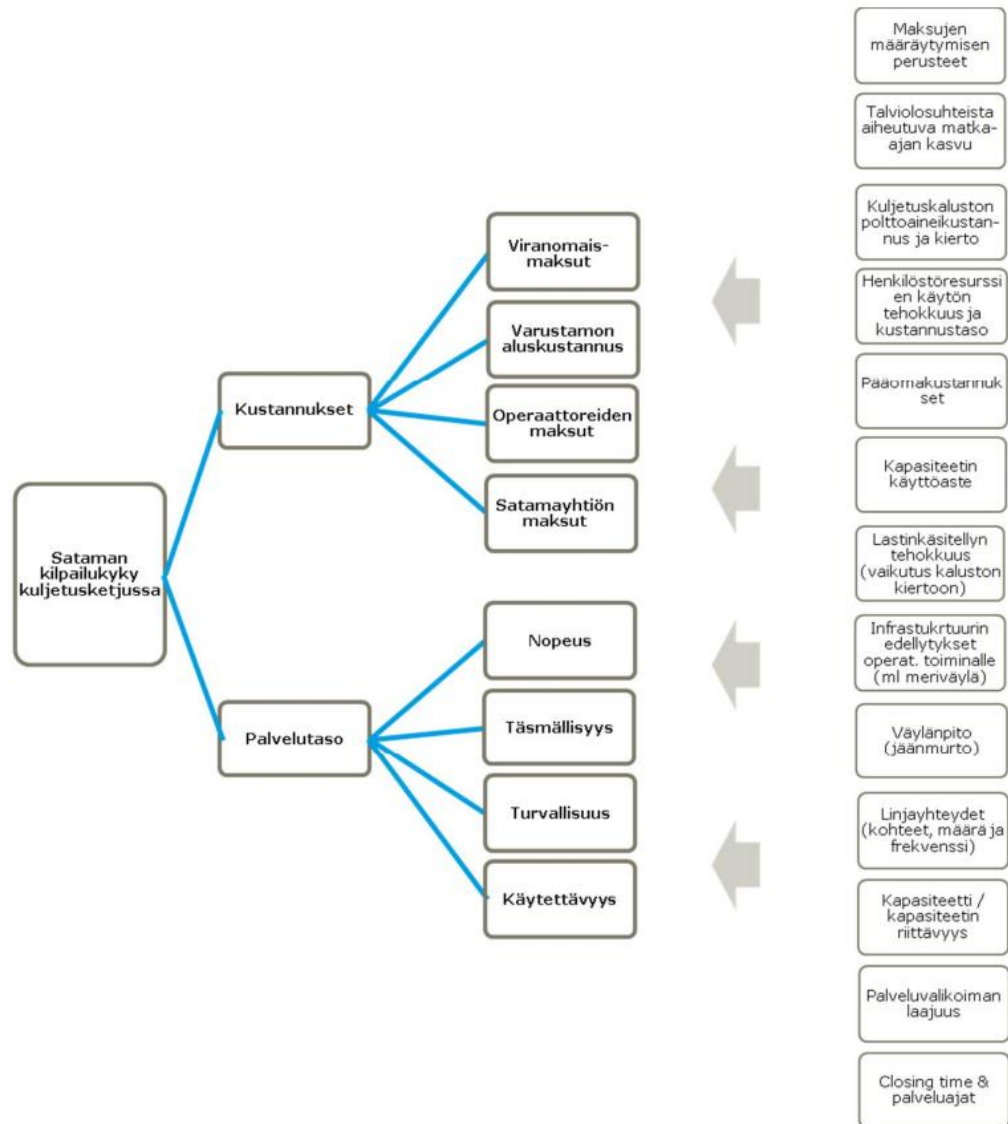 Sataman
kilpailukyky
kuljetusketjussa
Kustannukset
Palvelutaso
Viranomais-
maksut
Varustamon
aluskustannus
Operaattoreiden
maksut
Satamayhtiön
maksut
Nopeus
Täsmällisyys
Turvallisuus
Käytettävyys
Maksujen
määräytymisen
perusteet
Talviolosuhteista
aiheutuva matka-
ajan kasvu
Kuljetuskaluston
polttoainekustan-
nus ja kierto
Henkilöstöresurssi
en käytön
tehokkuus ja
kustannustaso
Pääomakustannuk
set
Kapasiteetin
käyttöaste
Lastinkäsitellyn
tehokkuus
(vaikutus kaluston
kiertoon)
Infrastukrtuurin
edellytykset
operat. toiminalle
(ml meriväylä)
Väylänpito
(jäänmurto)
Linjayhteydet
(kohteet, määrä ja
frekvenssi)
Kapasiteetti /
kapasiteetin
riittävyys
Palveluvalikoiman
laajuus
Closing time &
palveluajat